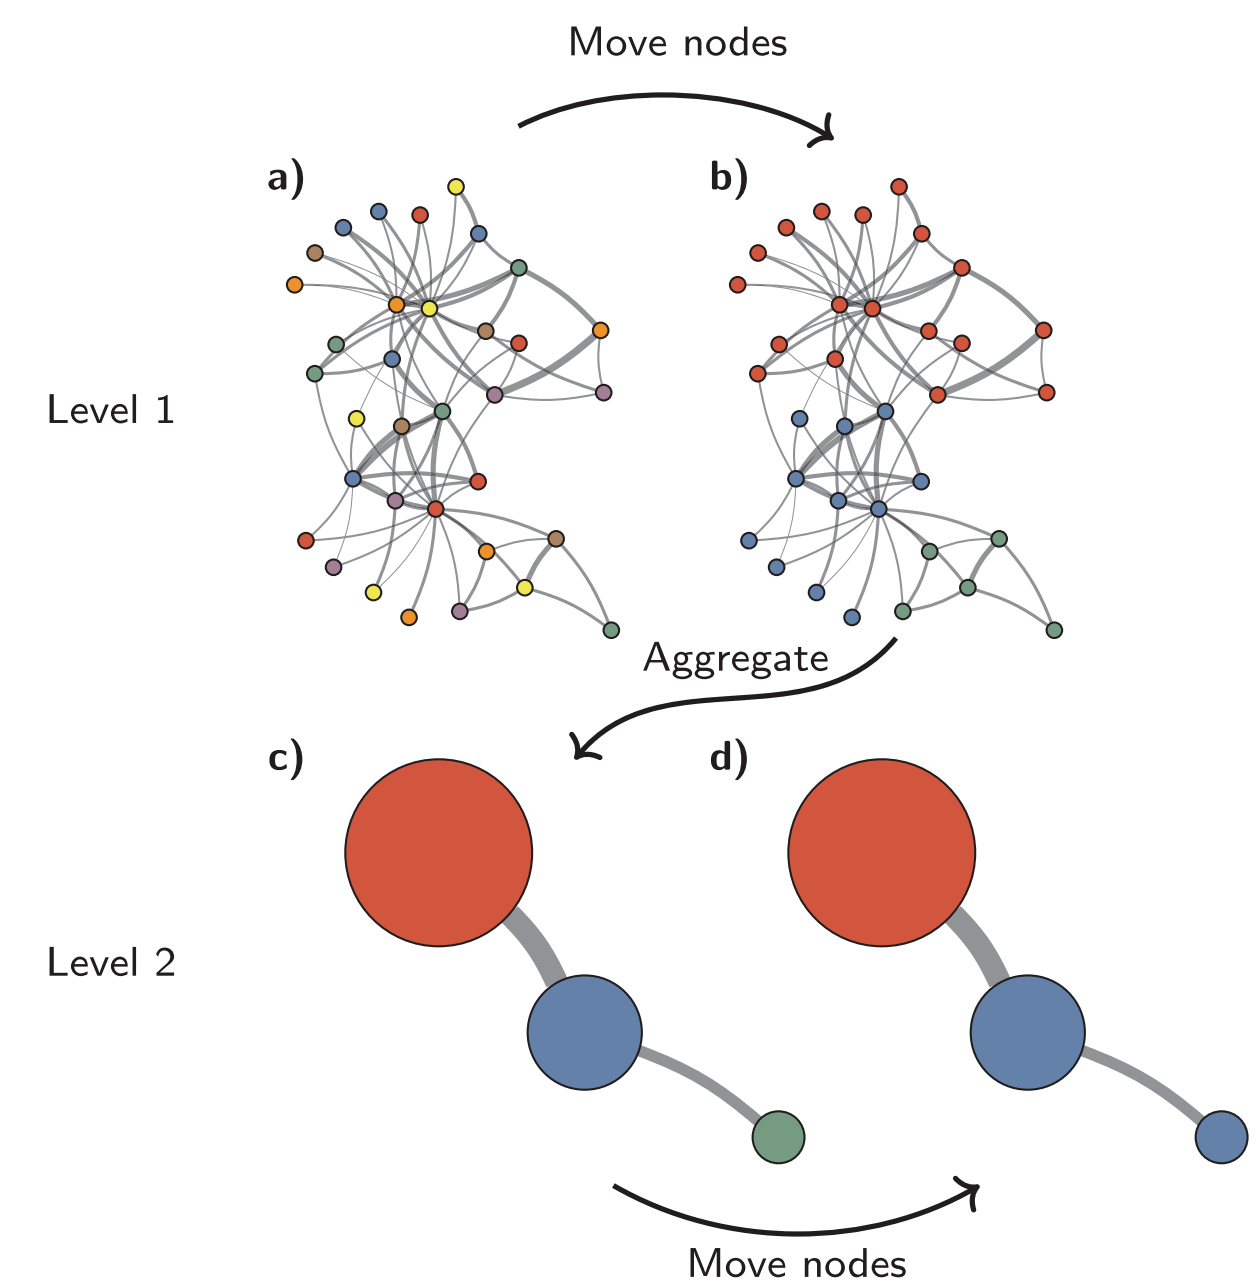 Move nodes
a)
b)
Level 1
Aggregate
c)
d)
Level 2
Move nodes